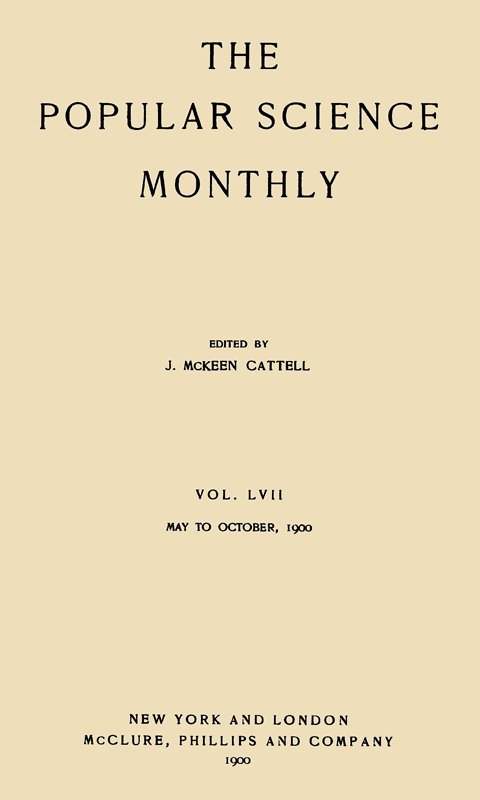 THE
POPULAR SCIENCE
MONTHLY
EDITED BY
J. McKEEN CATTELL
VOL. LVII
MAY TO OCTOBER, 1900
NEW YORK AND LONDON
McCLURE, PHILLIPS AND COMPANY
1900